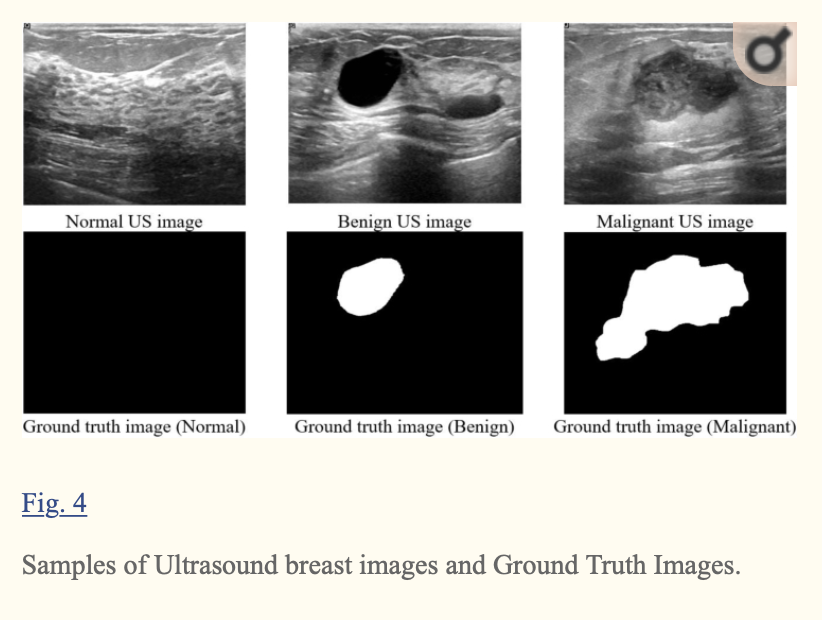 Normal US image
Benign US image
Malignant US image
Ground truth image (Normal)
Ground truth image (Benign)
Ground truth image (Malignant)
Fig. 4
Samples of Ultrasound breast images and Ground Truth Images.